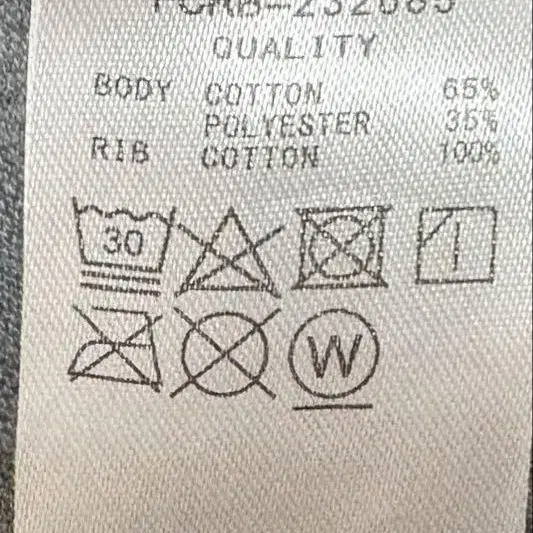 QUALITY
BODY COTTON 65%
POLYESTER 35%
RIB COTTON 100%
30
W